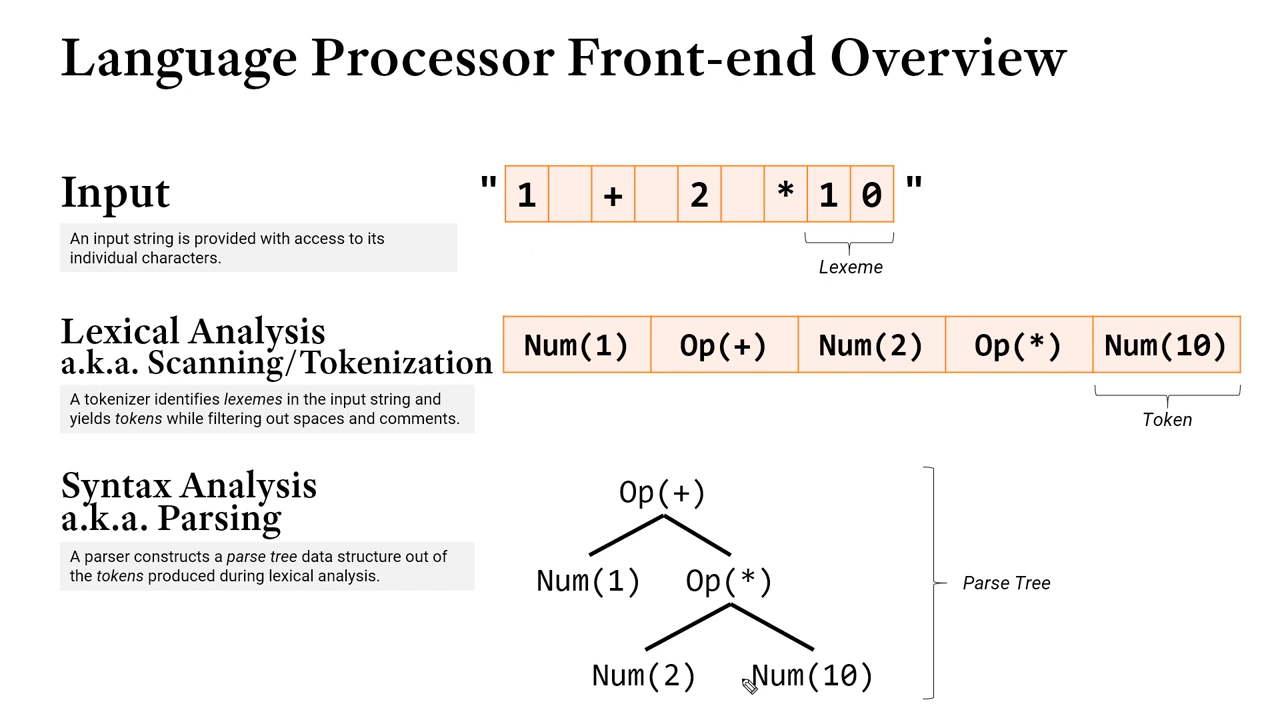 Language Processor Front-end Overview
Input
" 1 + 2 * 1 0 "
An input string is provided with access to its
individual characters.
Lexeme
Lexical Analysis
a.k.a. Scanning/Tokenization
Num(1) Op(+) Num(2) Op(*) Num(10)
A tokenizer identifies lexemes in the input string and
yields tokens while filtering out spaces and comments.
Token
Syntax Analysis
a.k.a. Parsing
A parser constructs a parse tree data structure out of
the tokens produced during lexical analysis.
Op(+)
Num(1) Op(*)
Num(2) Num(10)
Parse Tree